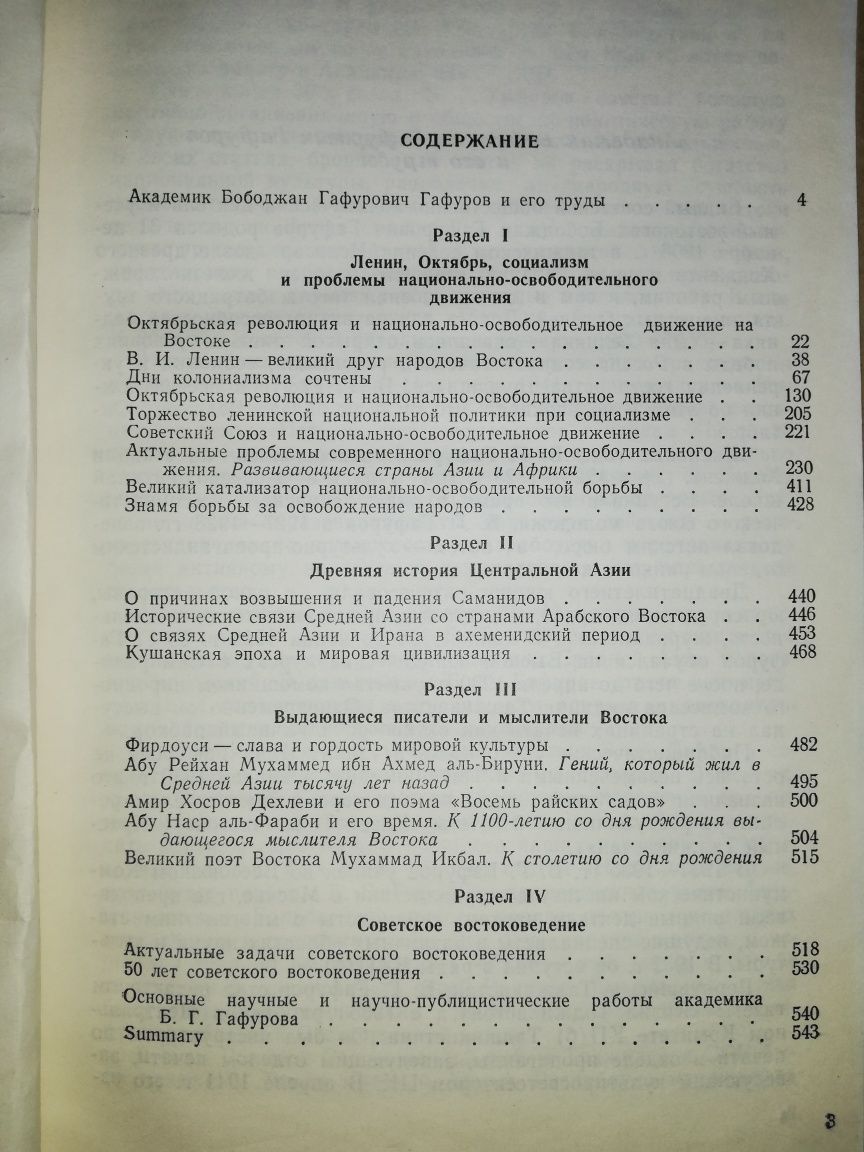 СОДЕРЖАНИЕ
Академик Бободжан Гафурович Гафуров и его труды . . . . . 4
Раздел I
Ленин, Октябрь, социализм
и проблемы национально-освободительного
движения
Октябрьская революция и национально-освободительное движение на
Востоке . . . . . . . . . . . . . . . . 22
В. И. Ленин — великий друг народов Востока . . . . . . . 38
Дни колониализма сочтены . . . . . . . . . . . 67
Октябрьская революция и национально-освободительное движение . . 130
Торжество ленинской национальной политики при социализме . . . 205
Советский Союз и национально-освободительное движение . . . . 221
Актуальные проблемы современного национально-освободительного дви-
жения. Развивающиеся страны Азии и Африки . . . . . . 230
Великий катализатор национально-освободительной борьбы . . . . 411
Знамя борьбы за освобождение народов . . . . . . . . . 428
Раздел II
Древняя история Центральной Азии
О причинах возвышения и падения Саманидов . . . . . . . 440
Исторические связи Средней Азии со странами Арабского Востока . . 446
О связях Средней Азии и Ирана в ахеменидский период . . . . 453
Кушанская эпоха и мировая цивилизация . . . . . . . . 468
Раздел III
Выдающиеся писатели и мыслители Востока
Фирдоуси — слава и гордость мировой культуры . . . . . . . 482
Абу Рейхан Мухаммед ибн Ахмед аль-Бируни. Гений, который жил в
Средней Азии тысячу лет назад . . . . . . . . . . 495
Амир Хосров Дехлеви и его поэма «Восемь райских садов» . . . 500
Абу Наср аль-Фараби и его время. К 1100-летию со дня рождения вы-
дающегося мыслителя Востока . . . . . . . . . . 504
Великий поэт Востока Мухаммад Икбал. К столетию со дня рождения 515
Раздел IV
Советское востоковедение
Актуальные задачи советского востоковедения . . . . . . . 518
50 лет советского востоковедения . . . . . . . . . . . 530
Основные научные и научно-публицистические работы академика
Б. Г. Гафурова . . . . . . . . . . . . . . 540
Summary . . . . . . . . . . . . . . . . . . 543
3